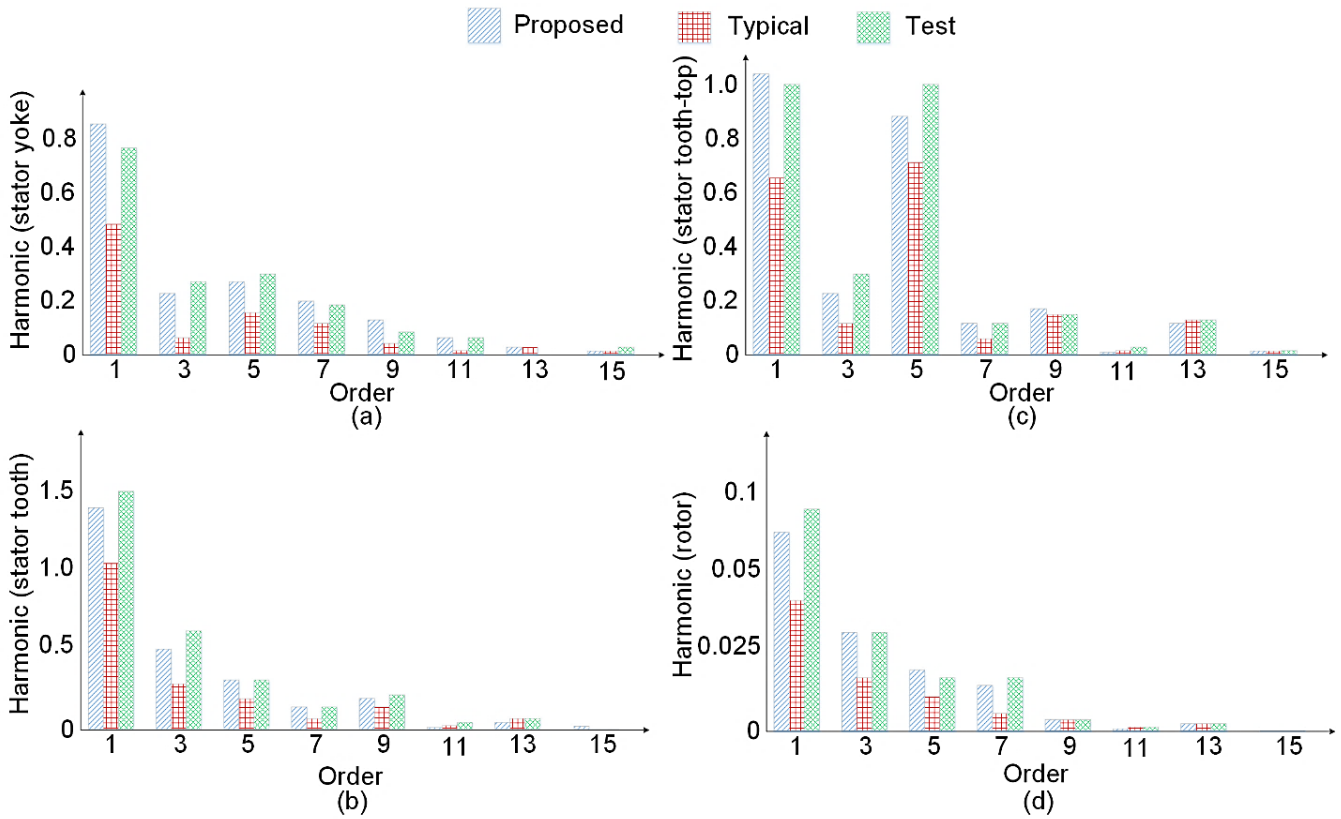 Proposed Typical Test
Harmonic (stator yoke)
0.8
0.6
0.4
0.2
0
1 3 5 7 9 11 13 15
Order
(a)
Harmonic (stator tooth-top)
1.0
0.8
0.6
0.4
0.2
0
1 3 5 7 9 11 13 15
Order
(c)
Harmonic (stator tooth)
1.5
1.0
0.5
0
1 3 5 7 9 11 13 15
Order
(b)
Harmonic (rotor)
0.1
0.05
0.025
0
1 3 5 7 9 11 13 15
Order
(d)